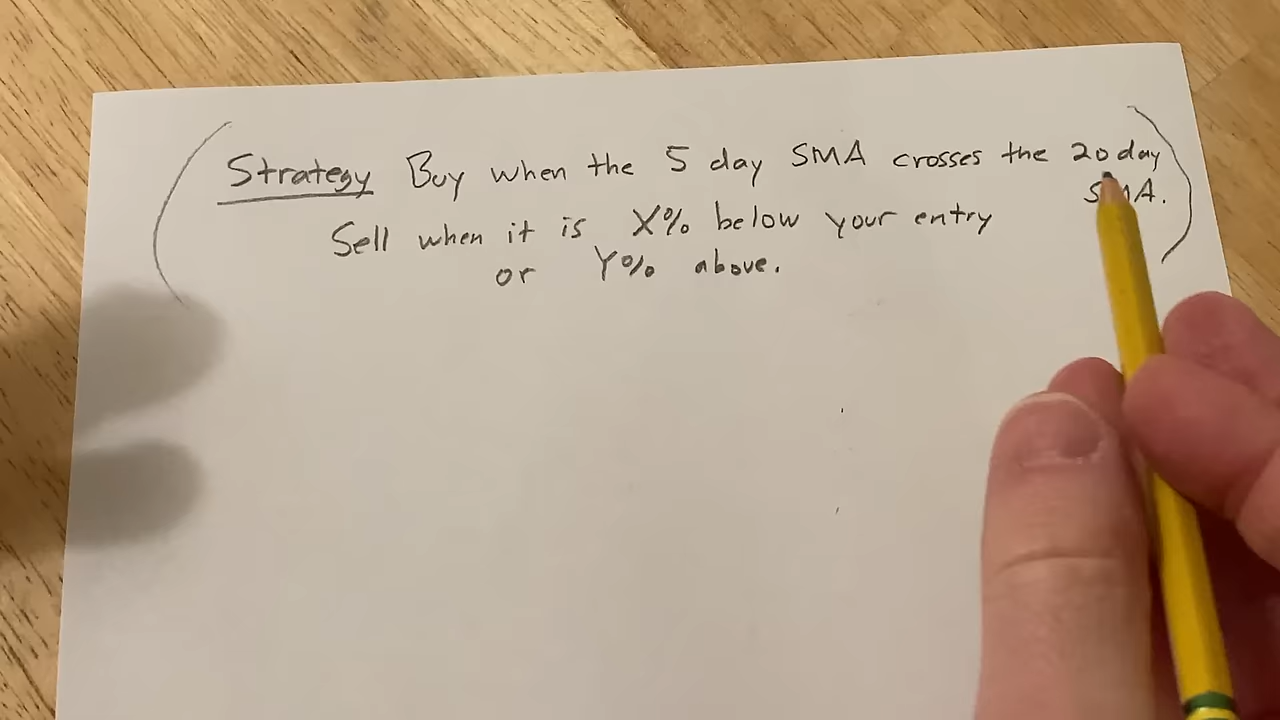 Strategy Buy when the 5 day SMA crosses the 20 day
SMA.
Sell when it is X% below your entry
or Y% above.